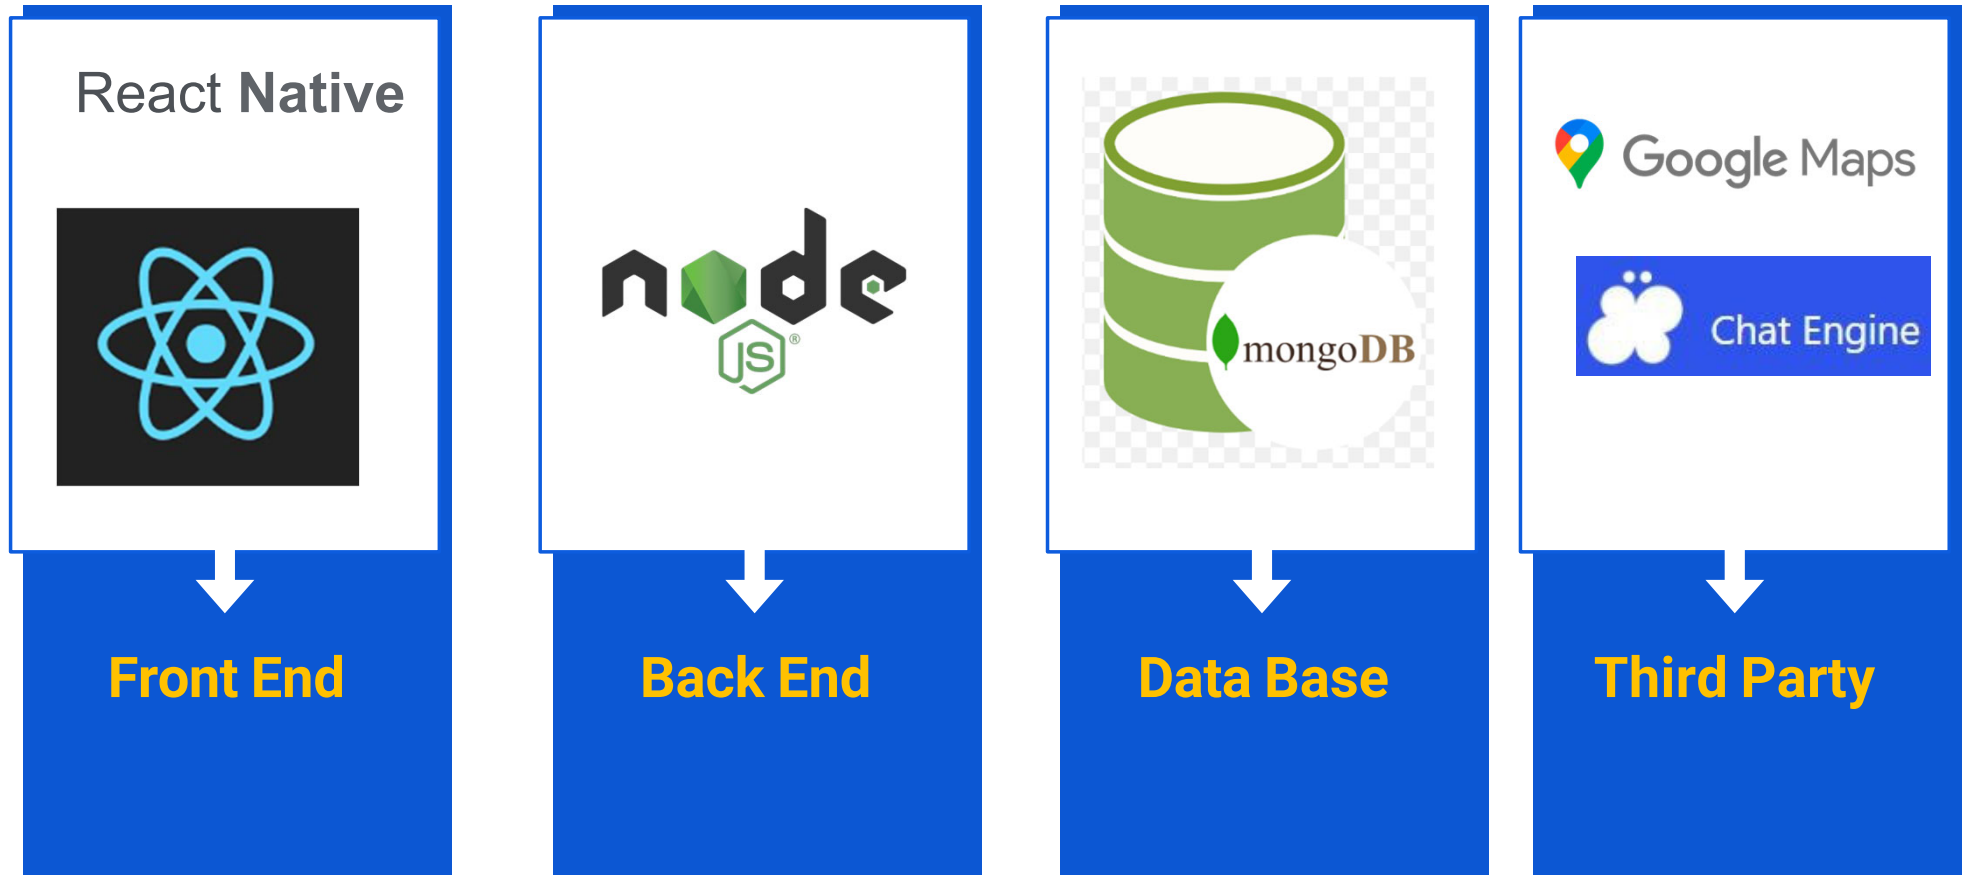 React Native
node
JS®
mongoDB
Google Maps
Chat Engine
Front End
Back End
Data Base
Third Party